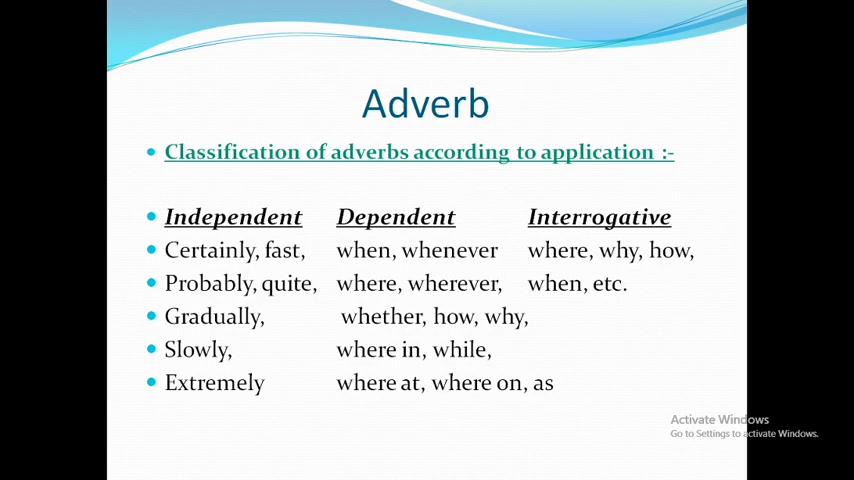 Adverb
Classification of adverbs according to application :-
Independent Dependent Interrogative
Certainly, fast, when, whenever where, why, how,
Probably, quite, where, wherever, when, etc.
Gradually, whether, how, why,
Slowly, where in, while,
Extremely where at, where on, as
Activate Windows
Go to Settings to activate Windows.